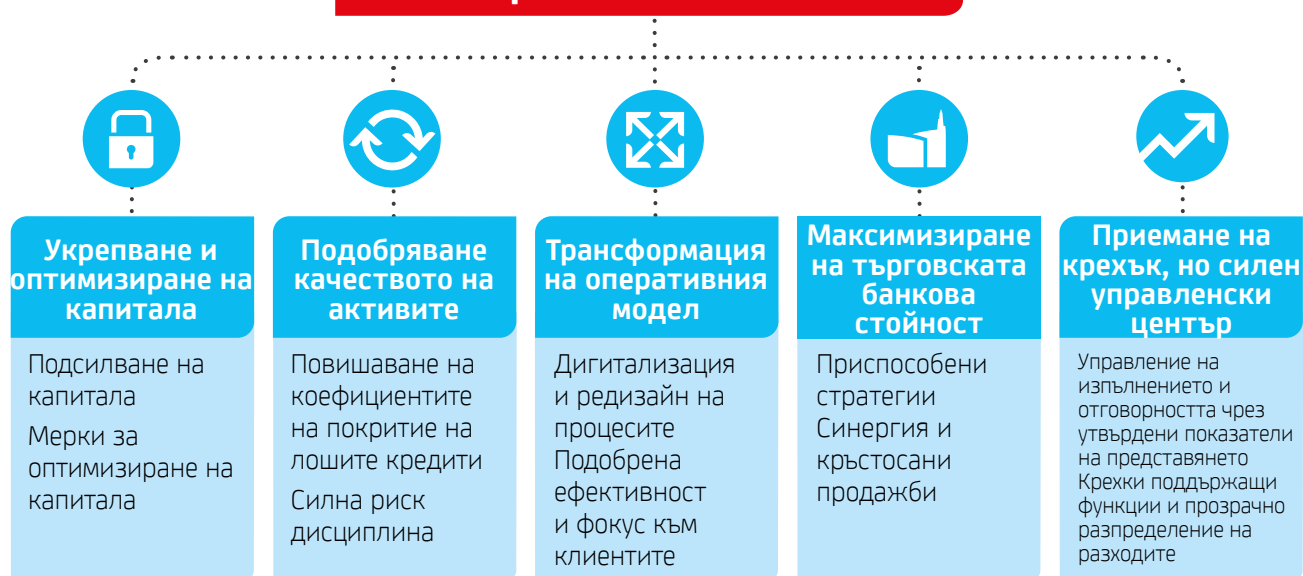 Укрепване и
оптимизиране на
капитала
Подсилване на
капитала
Мерки за
оптимизиране на
капитала
Подобряване
качеството на
активите
Повишаване на
коефициентите
на покритие на
лошите кредити
Силна риск
дисциплина
Трансформация
на оперативния
модел
Дигитализация
и редизайн на
процесите
Подобрена
ефективност
и фокус към
клиентите
Максимизиране
на търговската
банкова
стойност
Приспособени
стратегии
Синергия и
кръстосани
продажби
Приемане на
крехък, но силен
управленски
център
Управление на
изпълнението и
отговорността чрез
утвърдени показатели
на представянето
Крехки поддържащи
функции и прозрачно
разпределение на
разходите